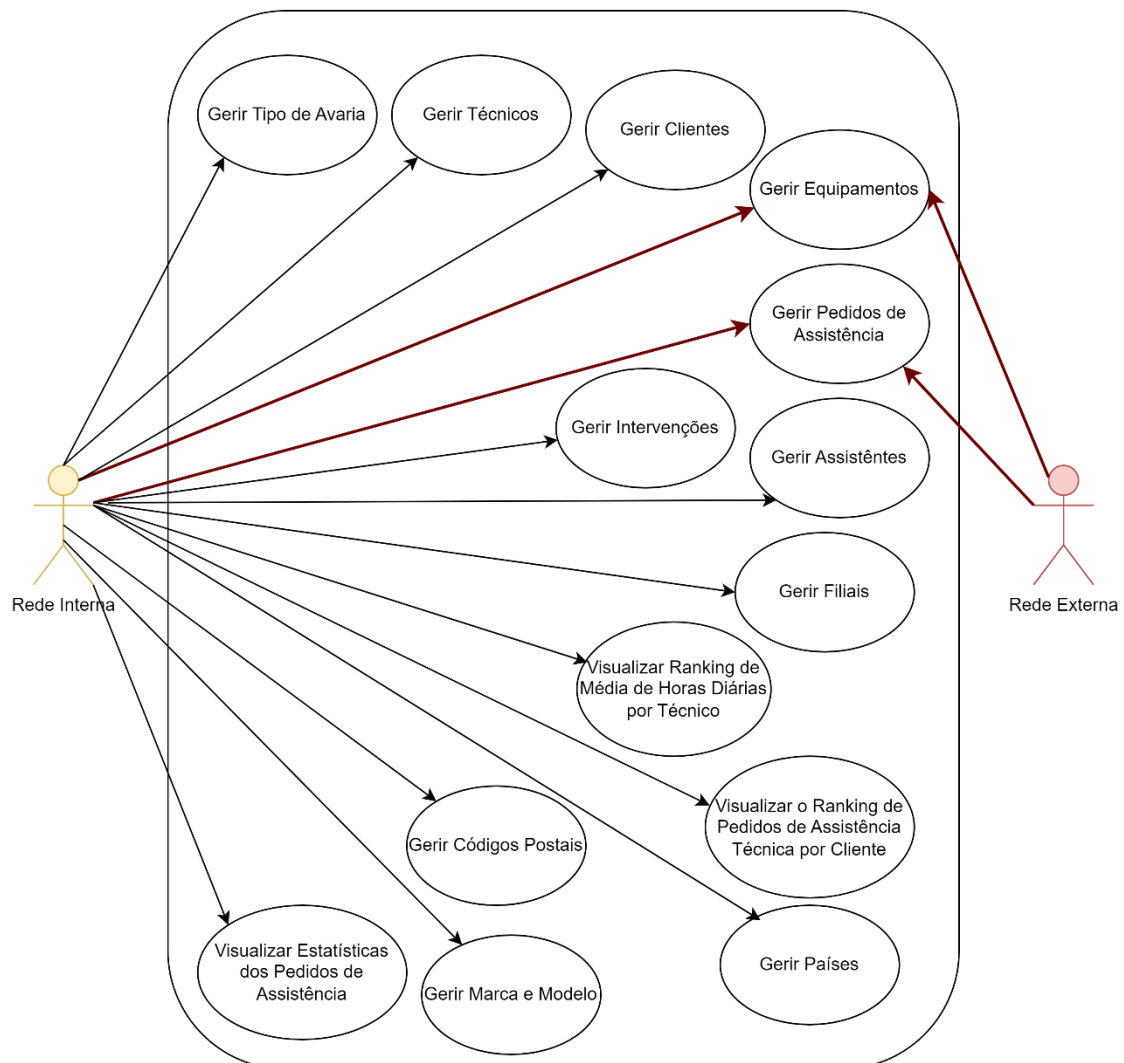 Gerir Tipo de Avaria
Gerir Técnicos
Gerir Clientes
Gerir Equipamentos
Gerir Pedidos de
Assistência
Gerir Intervenções
Gerir Assistêntes
Rede Interna
Gerir Filiais
Rede Externa
Visualizar Ranking de
Média de Horas Diárias
por Técnico
Visualizar o Ranking de
Pedidos de Assistência
Técnica por Cliente
Gerir Códigos Postais
Visualizar Estatísticas
dos Pedidos de
Assistência
Gerir Marca e Modelo
Gerir Países